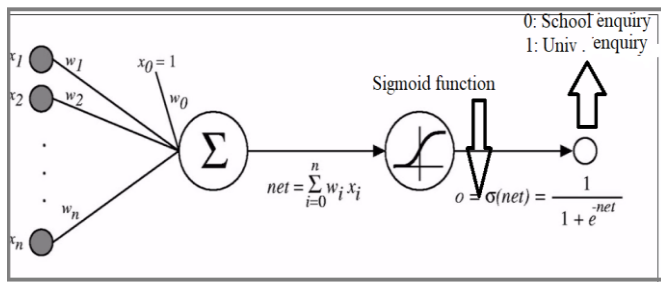 0: School enquiry
1: Univ . enquiry
x1
w1
x0 = 1
Sigmoid function
x2
w2
w0
Σ
.
.
.
net = Σ i=0 n wi xi
o = σ(net) = 1 / 1 + e^-net
wn
xn